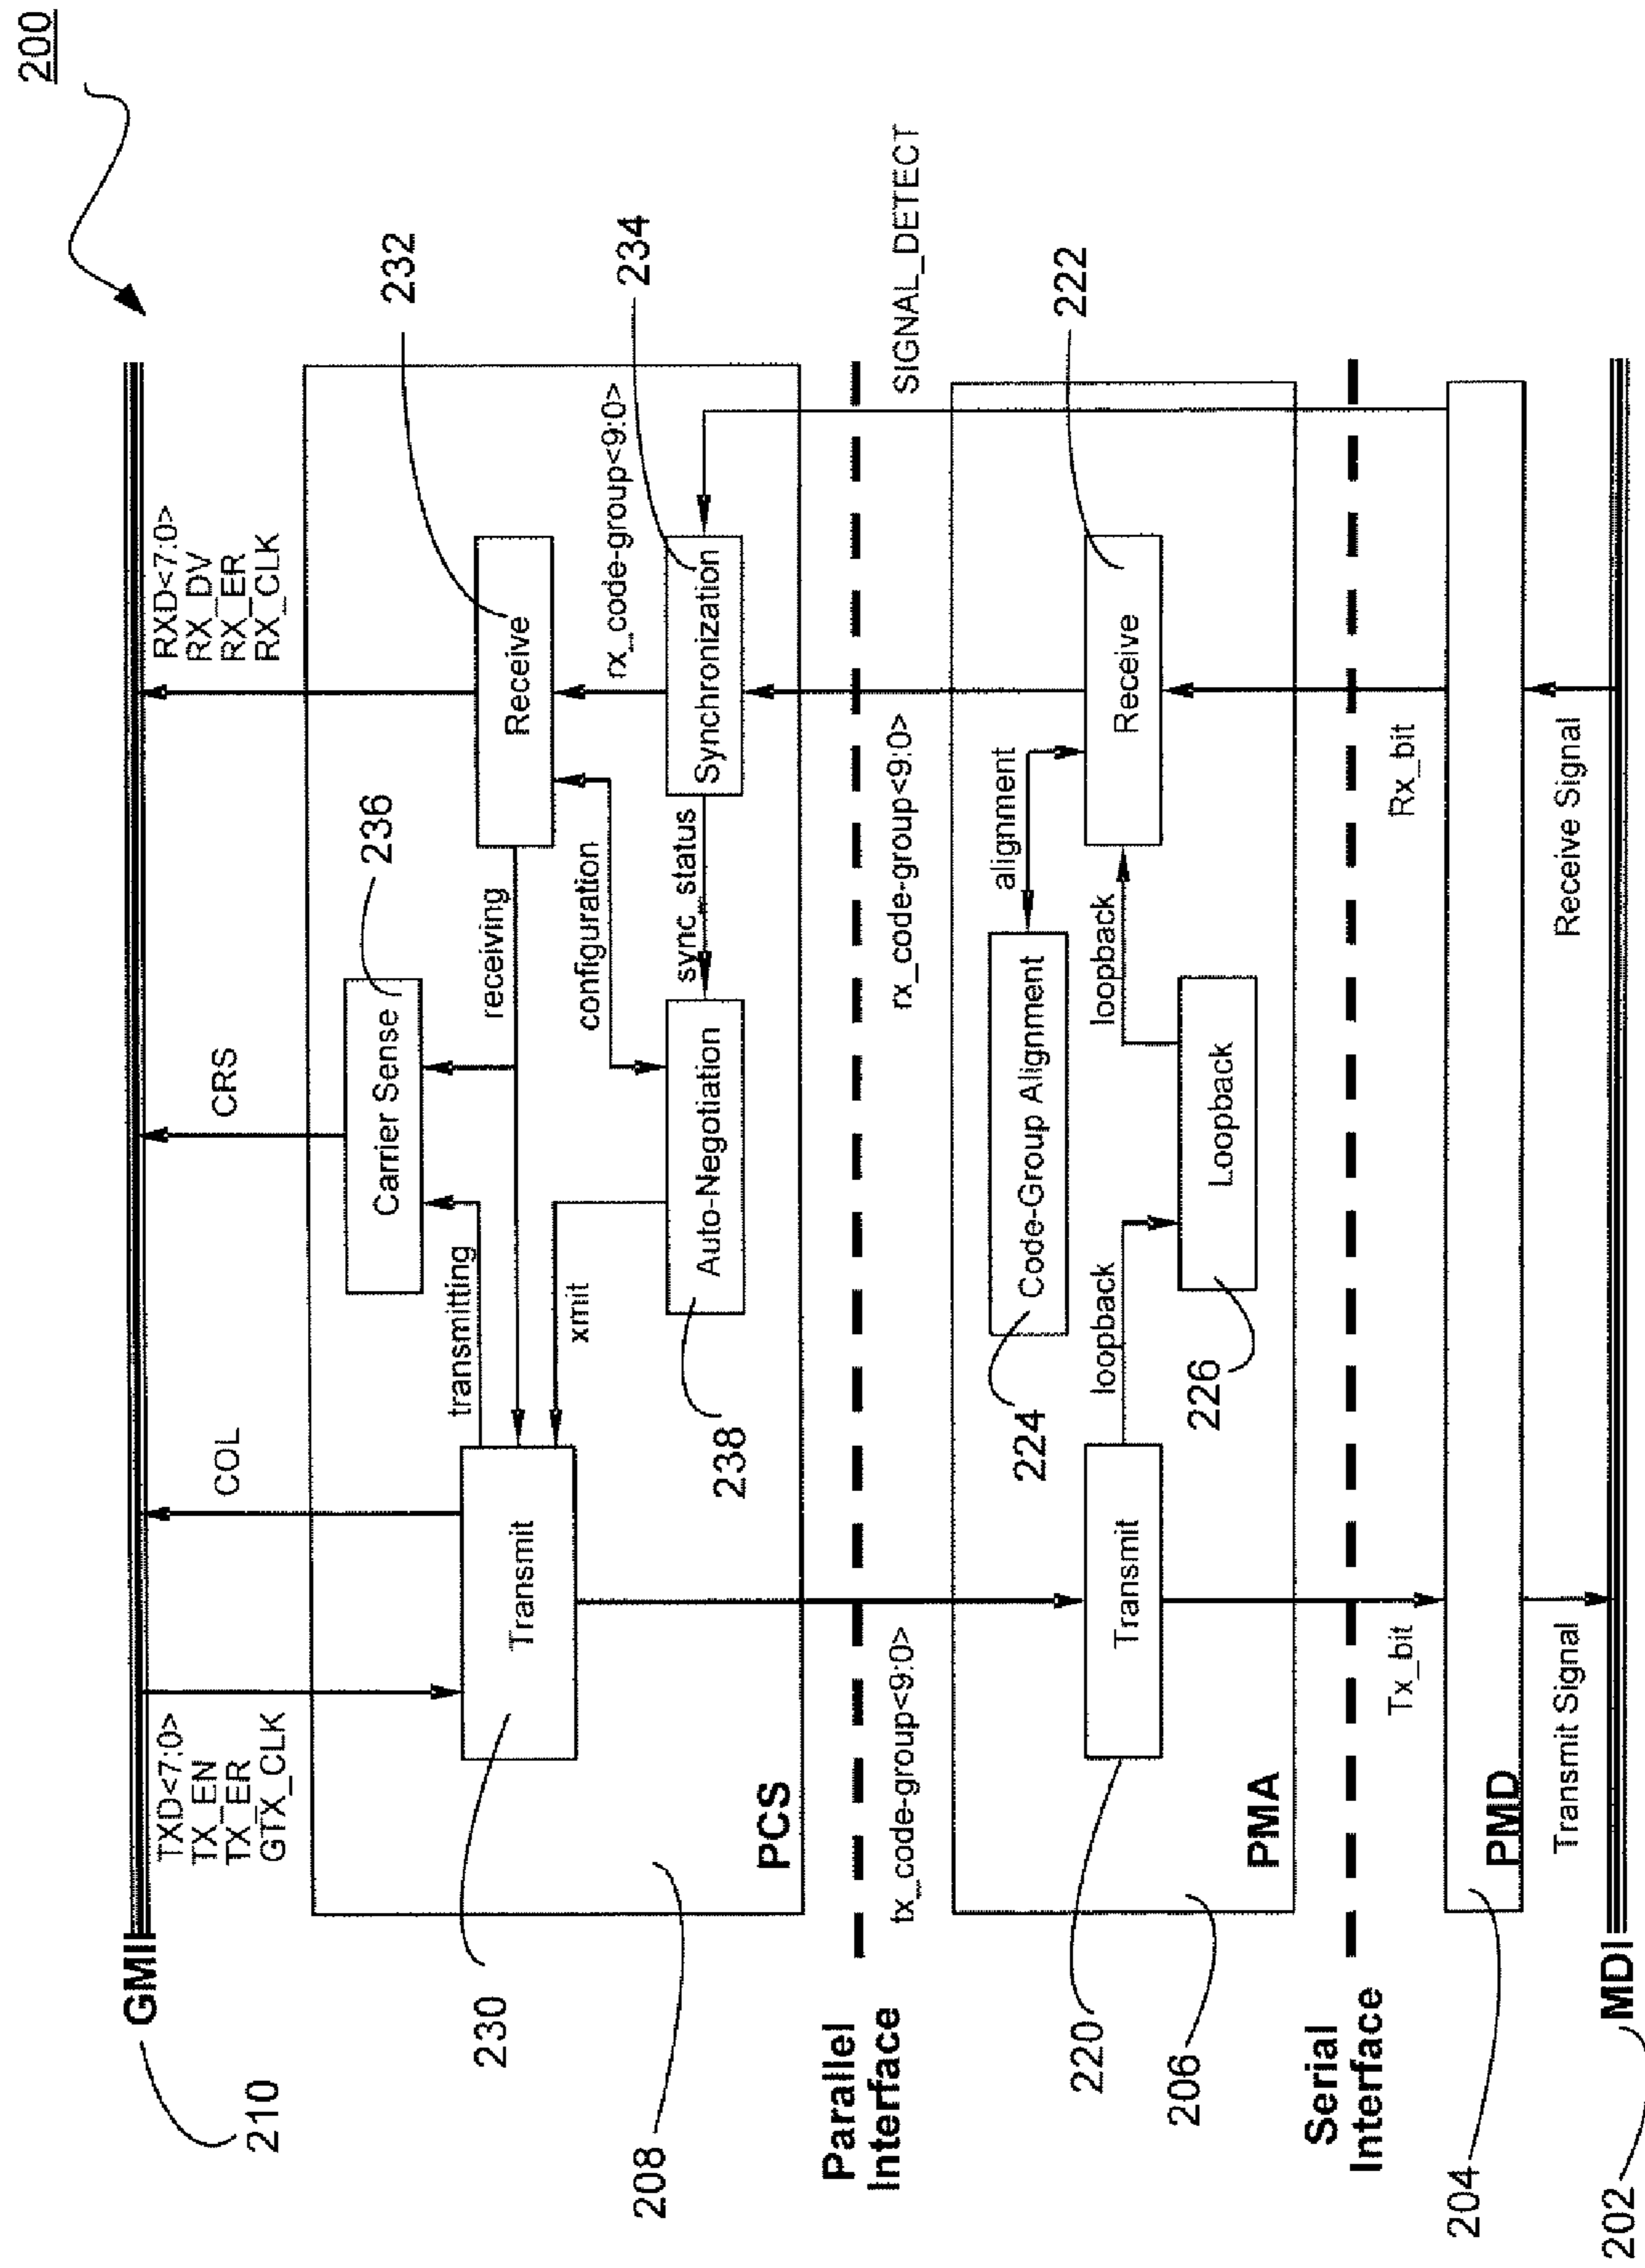 200
GMII
210
TXD<7:0>
TX_EN
TX_ER
GTX_CLK
COL
CRS
RXD<7:0>
RX_DV
RX_ER
RX_CLK
PCS
208
Transmit
230
transmitting
Carrier Sense
236
receiving
Receive
232
configuration
xmit
Auto-Negotiation
238
sync_status
rx_code-group<9:0>
Synchronization
234
Parallel
Interface
tx_code-group<9:0>
rx_code-group<9:0>
SIGNAL_DETECT
PMA
206
Transmit
220
loopback
Code-Group Alignment
224
alignment
Loopback
226
loopback
Receive
222
Serial
Interface
Tx_bit
Rx_bit
PMD
204
Transmit Signal
Receive Signal
MDI
202